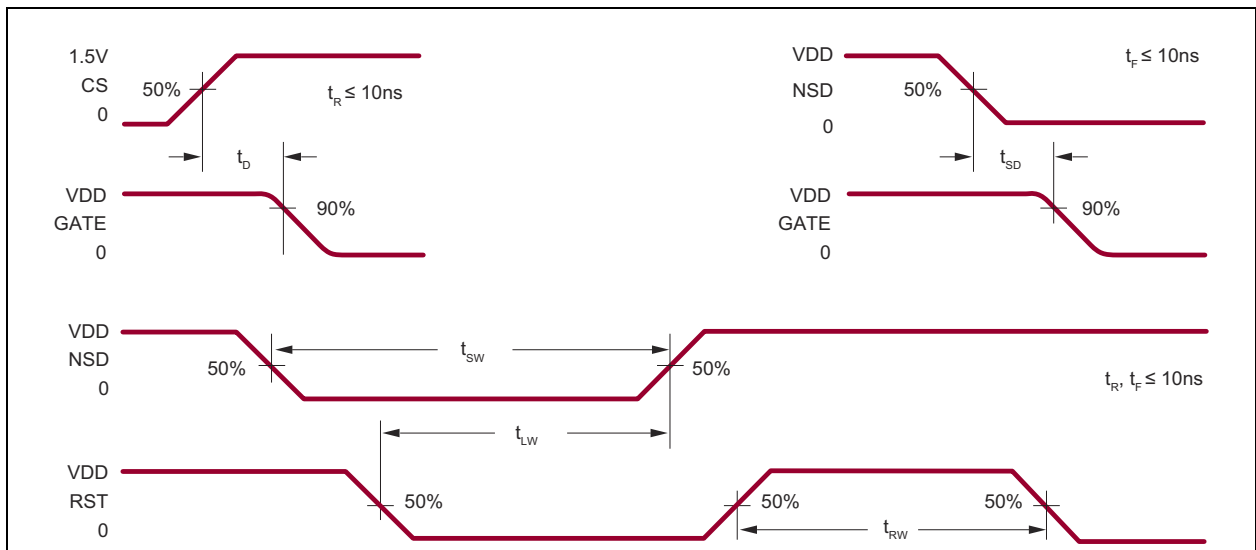 1.5V
CS
0
50%
t_R ≤ 10ns
t_D
VDD
GATE
0
90%
VDD
NSD
0
50%
t_F ≤ 10ns
t_SD
VDD
GATE
0
90%
VDD
NSD
0
50%
t_SW
50%
t_R, t_F ≤ 10ns
t_LW
VDD
RST
0
50%
50%
50%
t_RW